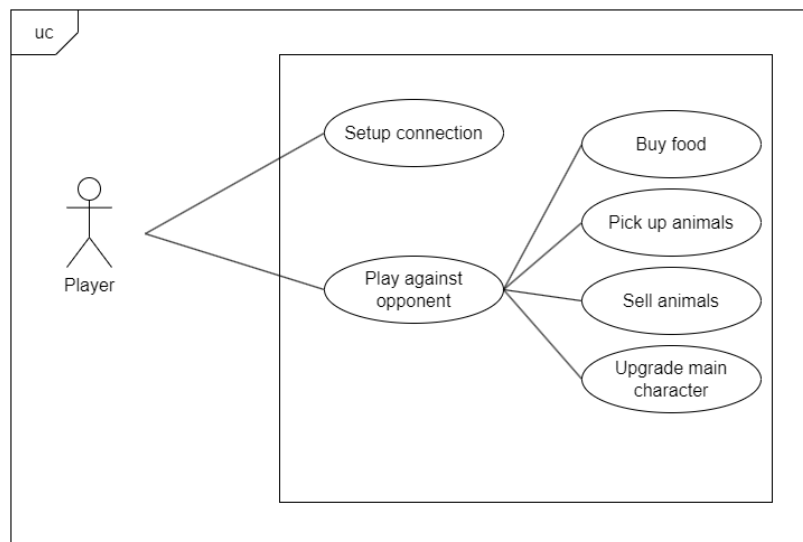 uc
Setup connection
Buy food
Pick up animals
Player
Play against
opponent
Sell animals
Upgrade main
character